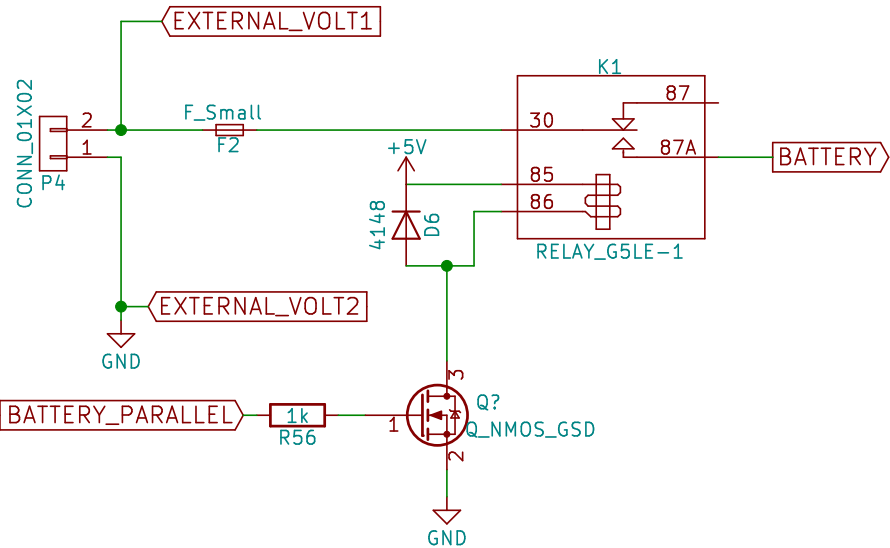 EXTERNAL_VOLT1
K1
CONN_01X02
F_Small
87
2
30
F2
+5V
1
87A
BATTERY
P4
85
86
4148
D6
RELAY_G5LE-1
EXTERNAL_VOLT2
GND
3
Q?
BATTERY_PARALLEL
1k
1
Q_NMOS_GSD
R56
2
GND